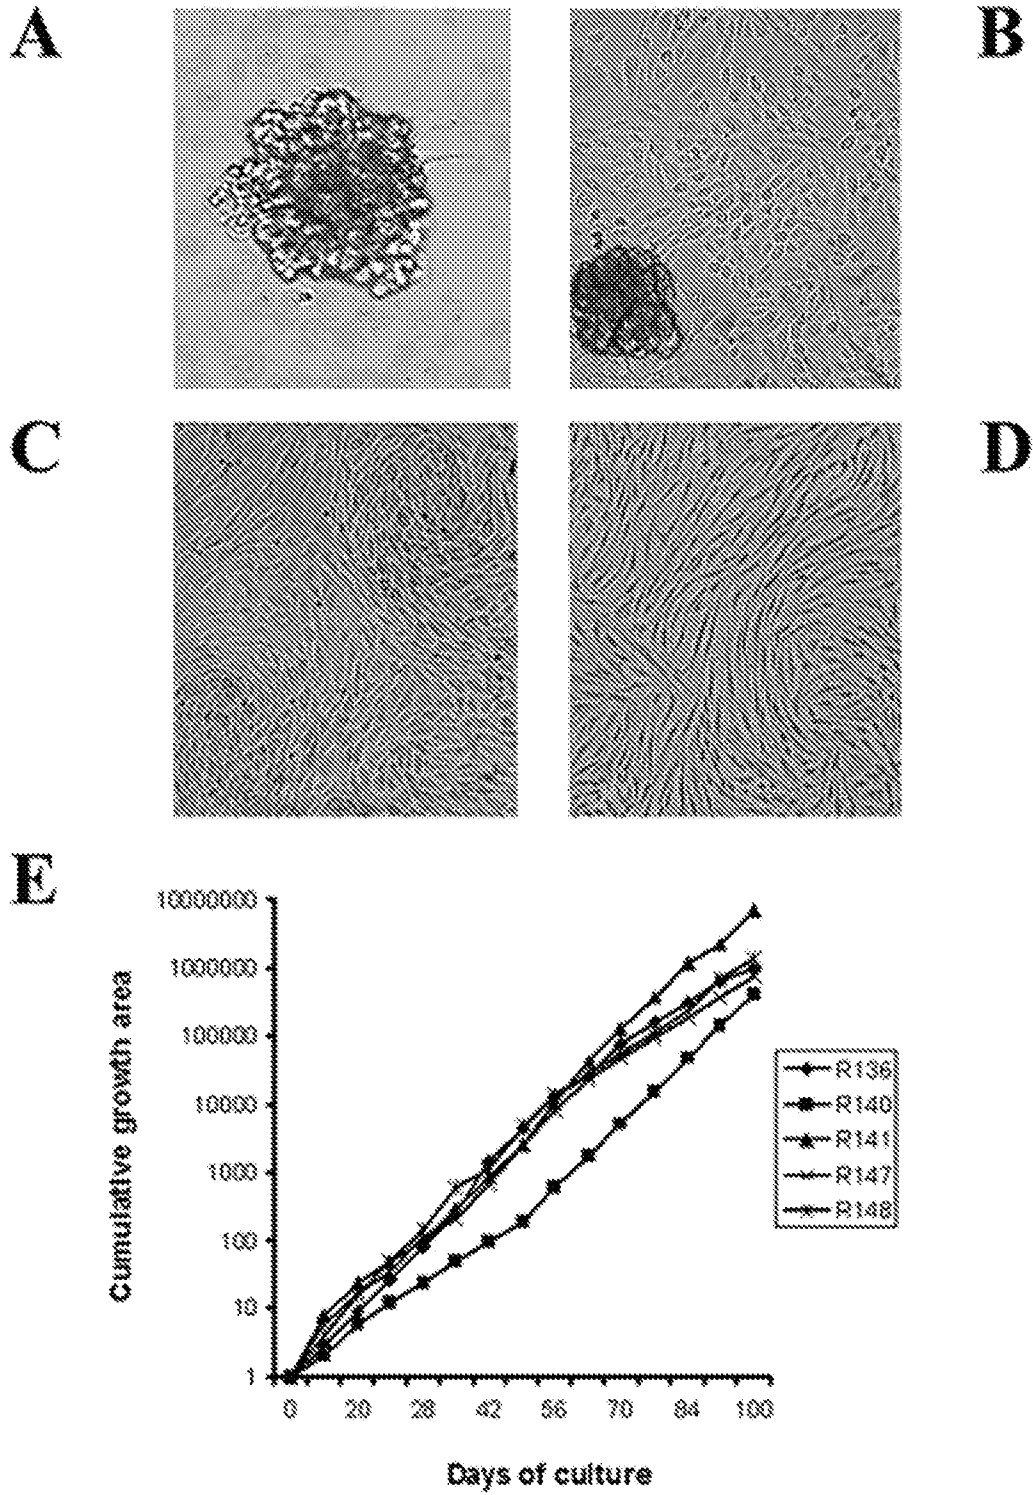 A
B
C
D
E
10000000
1000000
100000
10000
1000
100
10
1
Cumulative growth area
0 20 28 42 56 70 84 100
Days of culture
R136
R140
R141
R147
R148